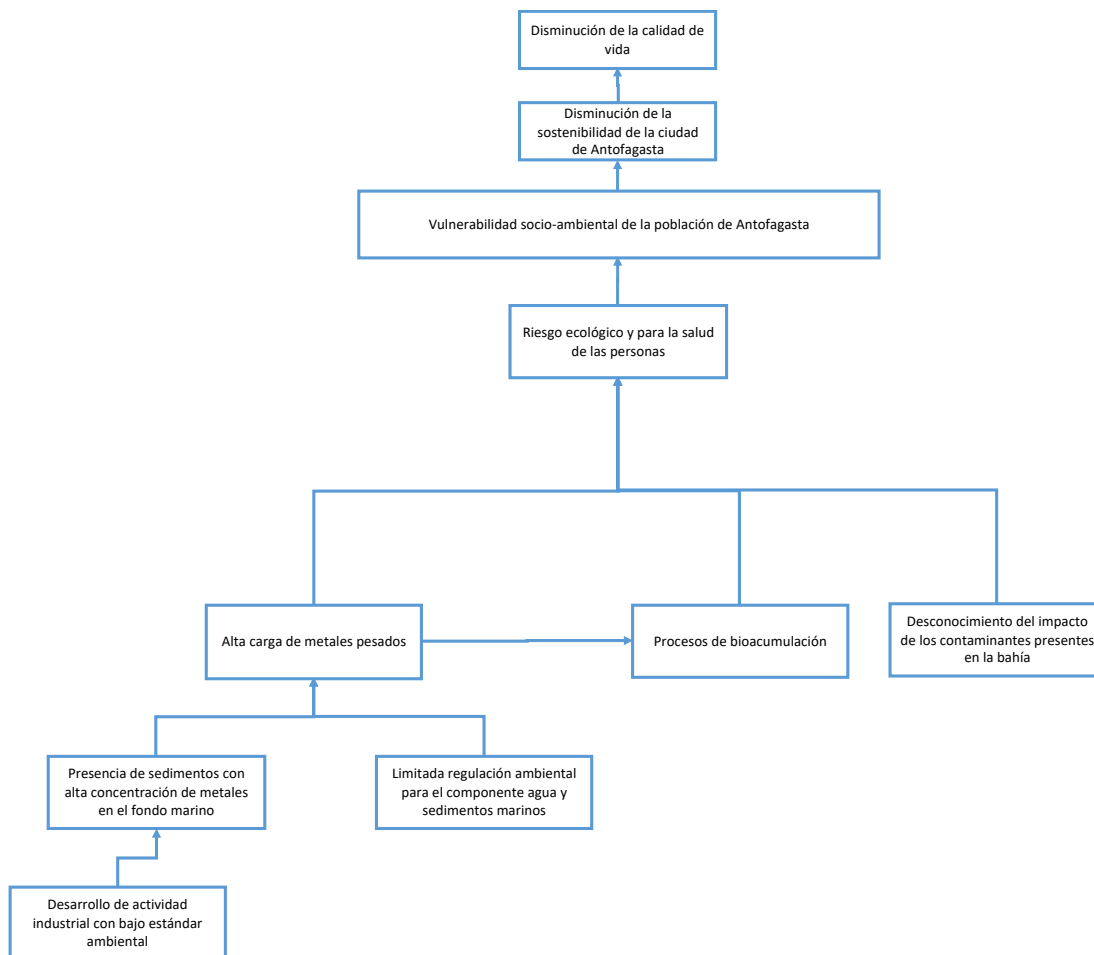 Disminución de la calidad de
vida
Disminución de la
sostenibilidad de la ciudad
de Antofagasta
Vulnerabilidad socio-ambiental de la población de Antofagasta
Riesgo ecológico y para la salud
de las personas
Alta carga de metales pesados
Procesos de bioacumulación
Desconocimiento del impacto
de los contaminantes presentes
en la bahía
Presencia de sedimentos con
alta concentración de metales
en el fondo marino
Limitada regulación ambiental
para el componente agua y
sedimentos marinos
Desarrollo de actividad
industrial con bajo estándar
ambiental